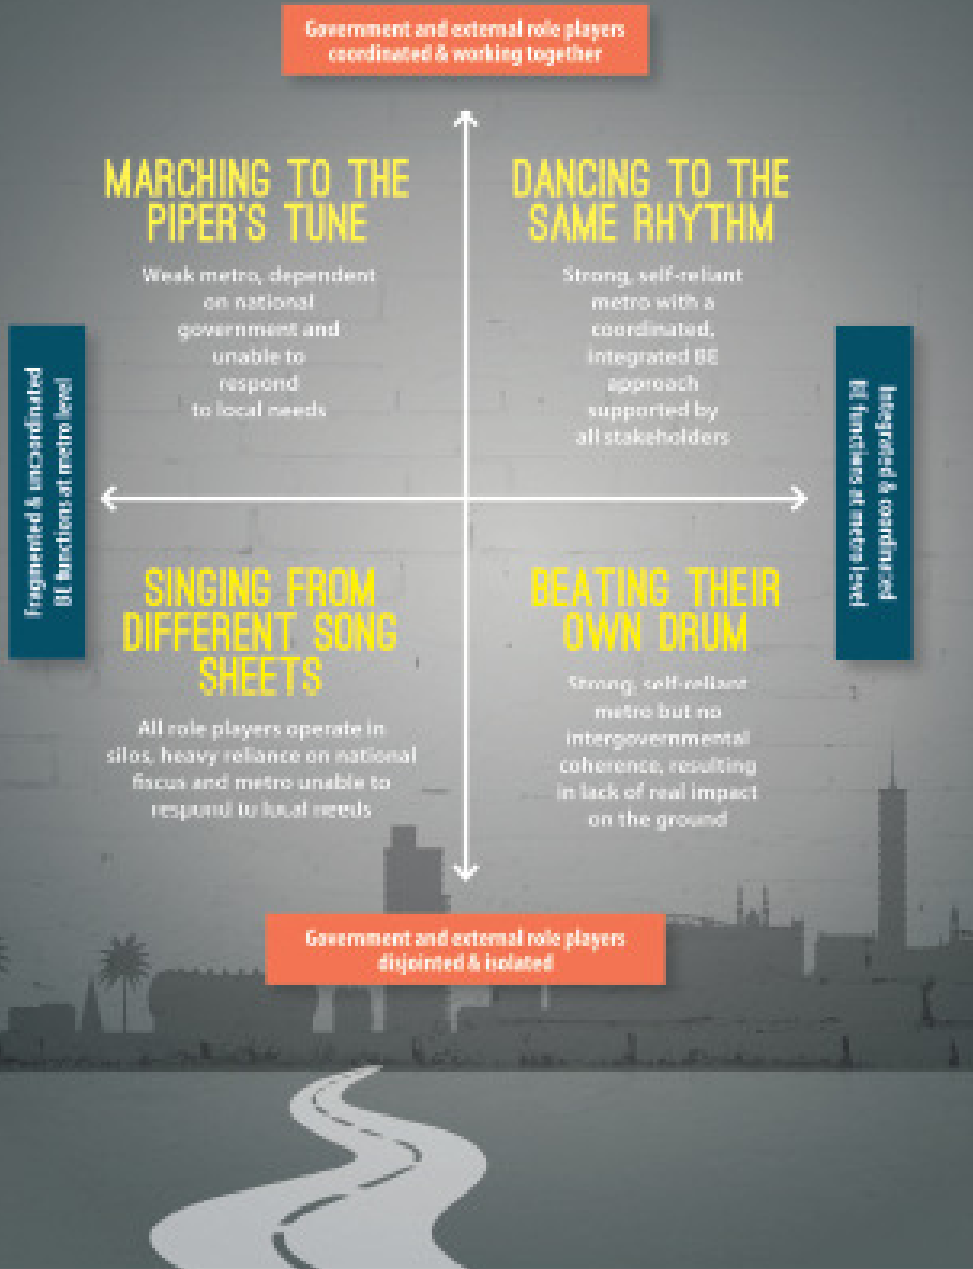 Government and external role players
coordinated & working together
MARCHING TO THE
PIPER'S TUNE
Weak metro, dependent
on national
government and
unable to
respond
to local needs
DANCING TO THE
SAME RHYTHM
Strong, self-reliant
metro with a
coordinated,
integrated BE
approach
supported by
all stakeholders
Fragmented & uncoordinated
BE functions at metro level
Integrated & coordinated
BE functions at metro level
SINGING FROM
DIFFERENT SONG
SHEETS
All role players operate in
silos, heavy reliance on national
fiscus and metro unable to
respond to local needs
BEATING THEIR
OWN DRUM
Strong, self-reliant
metro but no
intergovernmental
coherence, resulting
in lack of real impact
on the ground
Government and external role players
disjointed & isolated